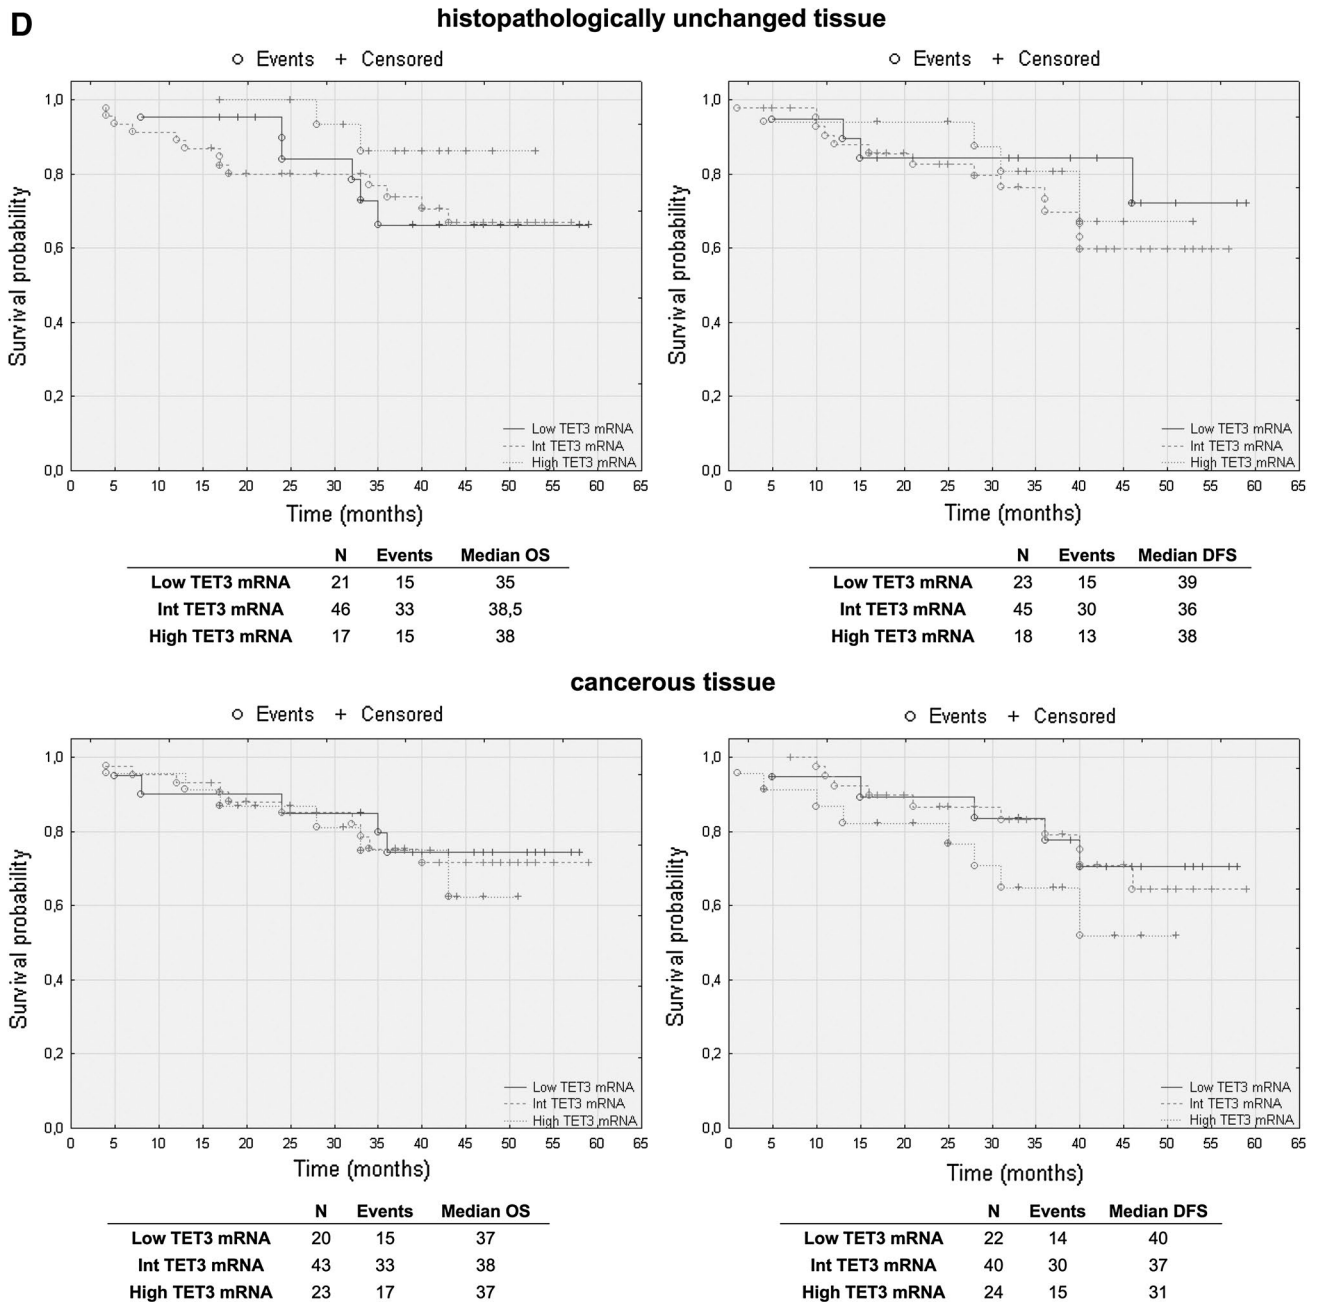 D
histopathologically unchanged tissue
Events + Censored
Events + Censored
Survival probability
1,0
0,8
0,6
0,4
0,2
0,0
Low TET3 mRNA
Int TET3 mRNA
High TET3 mRNA
0 5 10 15 20 25 30 35 40 45 50 55 60 65
Time (months)
Survival probability
1,0
0,8
0,6
0,4
0,2
0,0
Low TET3 mRNA
Int TET3 mRNA
High TET3 mRNA
0 5 10 15 20 25 30 35 40 45 50 55 60 65
Time (months)
N Events Median OS
Low TET3 mRNA 21 15 35
Int TET3 mRNA 46 33 38,5
High TET3 mRNA 17 15 38
N Events Median DFS
Low TET3 mRNA 23 15 39
Int TET3 mRNA 45 30 36
High TET3 mRNA 18 13 38
cancerous tissue
Events + Censored
Events + Censored
Survival probability
1,0
0,8
0,6
0,4
0,2
0,0
Low TET3 mRNA
Int TET3 mRNA
High TET3 mRNA
0 5 10 15 20 25 30 35 40 45 50 55 60 65
Time (months)
Survival probability
1,0
0,8
0,6
0,4
0,2
0,0
Low TET3 mRNA
Int TET3 mRNA
High TET3 mRNA
0 5 10 15 20 25 30 35 40 45 50 55 60 65
Time (months)
N Events Median OS
Low TET3 mRNA 20 15 37
Int TET3 mRNA 43 33 38
High TET3 mRNA 23 17 37
N Events Median DFS
Low TET3 mRNA 22 14 40
Int TET3 mRNA 40 30 37
High TET3 mRNA 24 15 31